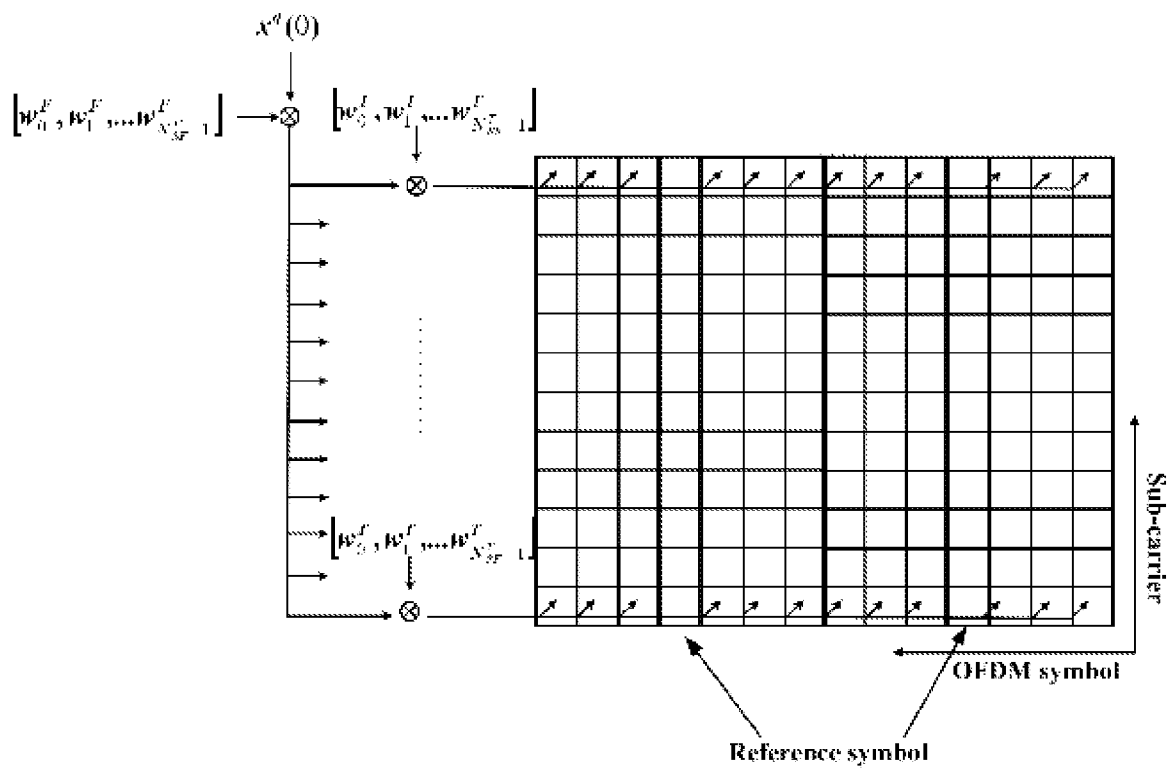 x^q(0)
[w_0^F, w_1^F, ...w_{N_{SF}^F-1}^F]
[w_0^T, w_1^T, ...w_{N_{SF}^T-1}^T]
[w_0^T, w_1^T, ...w_{N_{SF}^T-1}^T]
Sub-carrier
OFDM symbol
Reference symbol